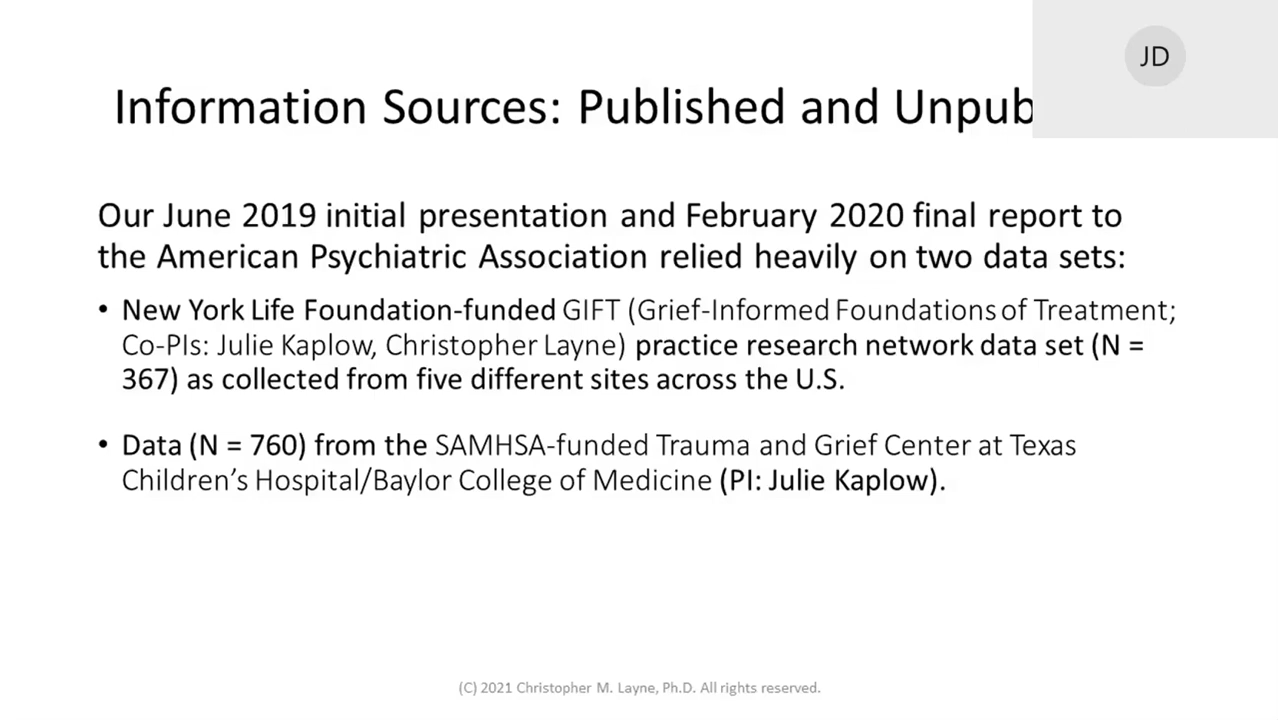 JD
Information Sources: Published and Unpub
Our June 2019 initial presentation and February 2020 final report to
the American Psychiatric Association relied heavily on two data sets:
• New York Life Foundation-funded GIFT (Grief-Informed Foundations of Treatment;
Co-PIs: Julie Kaplow, Christopher Layne) practice research network data set (N =
367) as collected from five different sites across the U.S.
• Data (N = 760) from the SAMHSA-funded Trauma and Grief Center at Texas
Children’s Hospital/Baylor College of Medicine (PI: Julie Kaplow).
(C) 2021 Christopher M. Layne, Ph.D. All rights reserved.